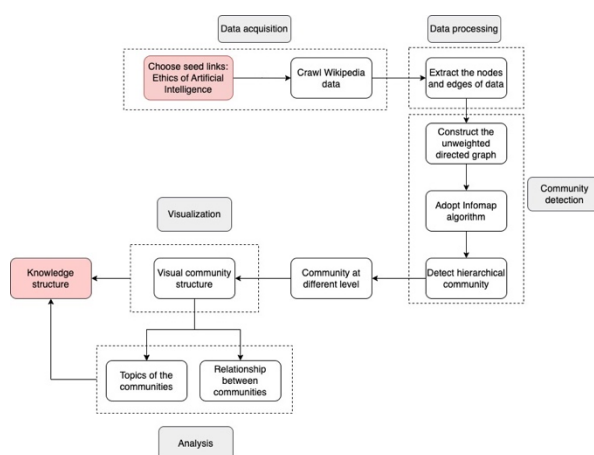 Data acquisition
Data processing
Choose seed links:
Ethics of Artificial
Intelligence
Crawl Wikipedia
data
Extract the nodes
and edges of data
Construct the
unweighted
directed graph
Community
detection
Adopt Infomap
algorithm
Visualization
Knowledge
structure
Visual community
structure
Community at
different level
Detect hierarchical
community
Topics of the
communities
Relationship
between
communities
Analysis